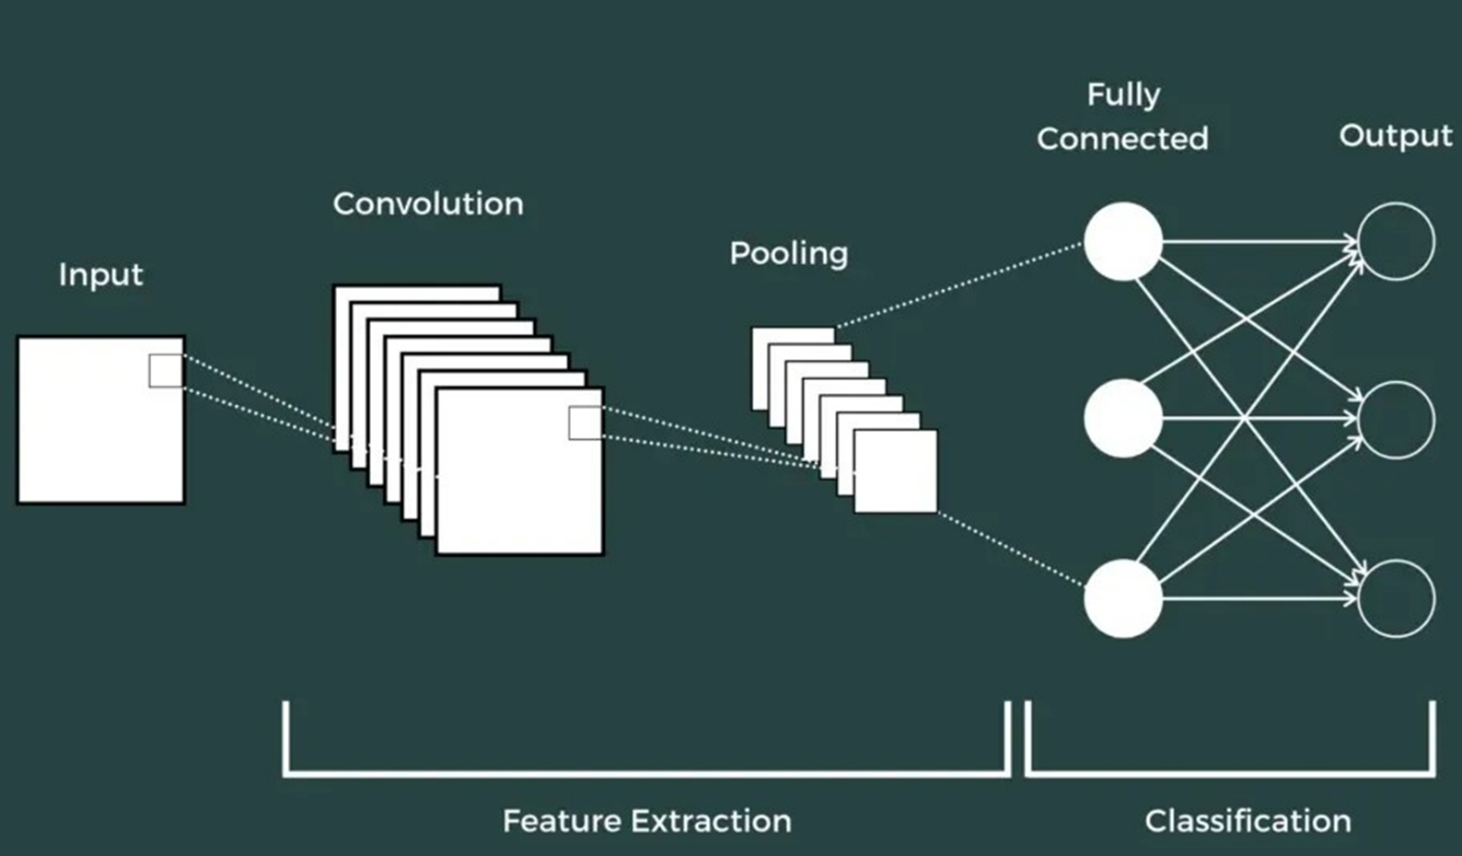 Input
Convolution
Pooling
Fully
Connected
Output
Feature Extraction
Classification